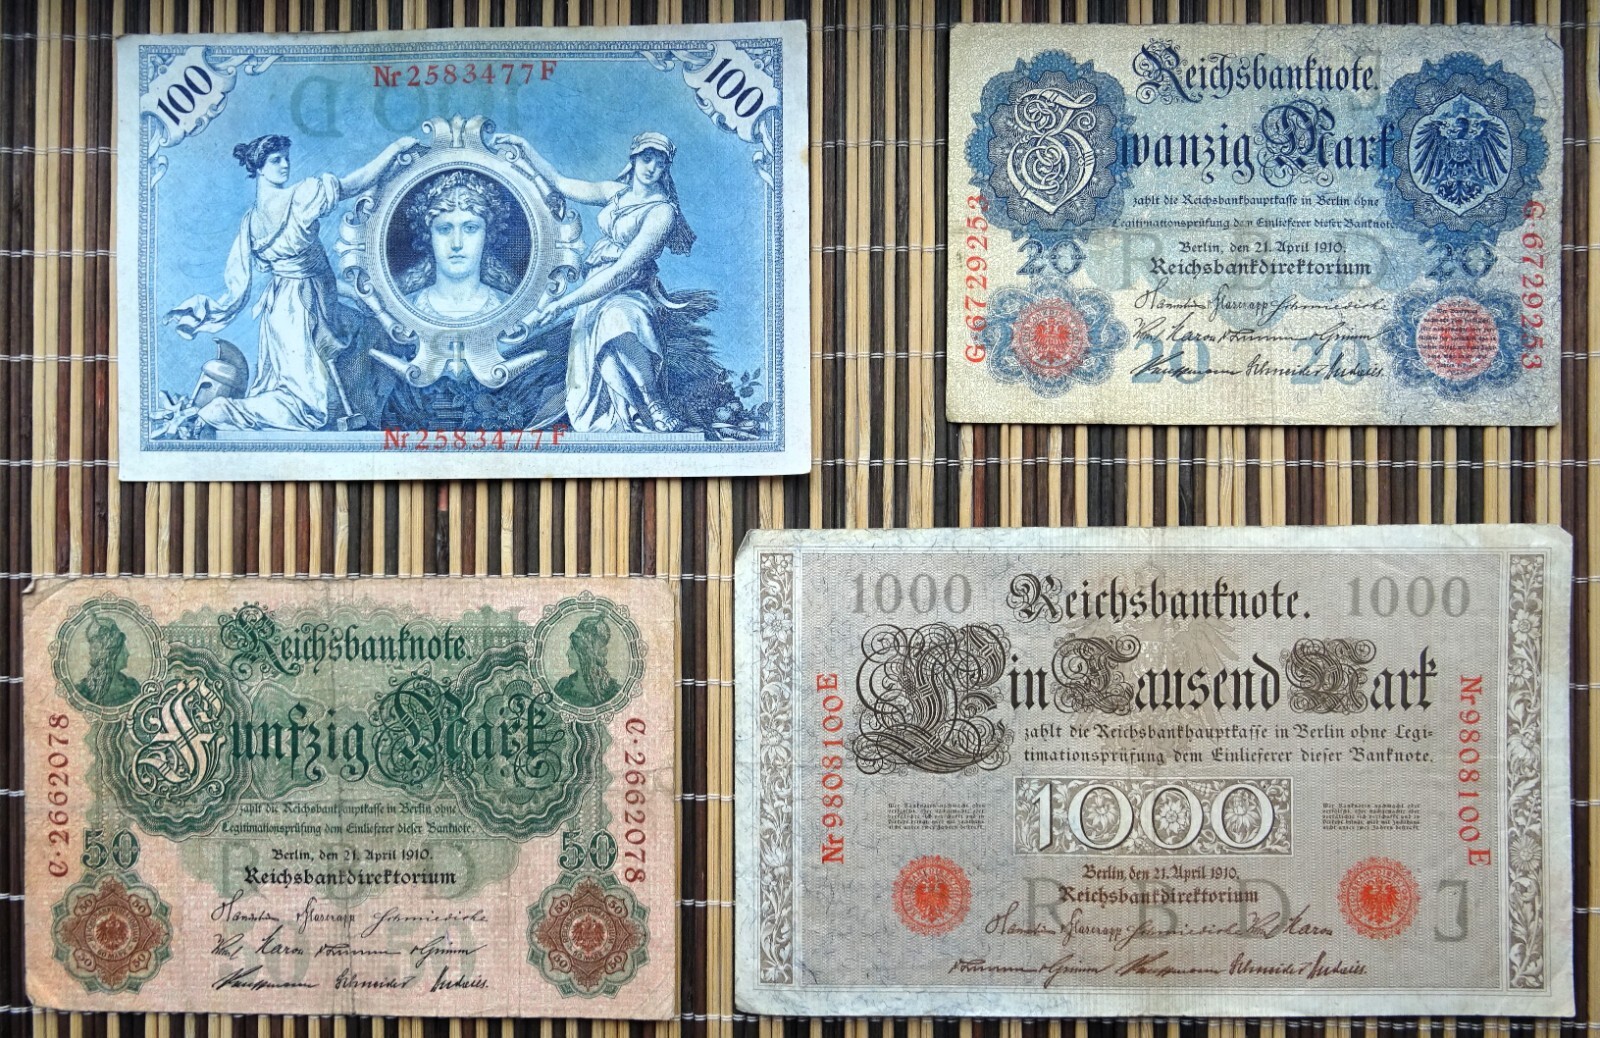 100
100
Nr 2583477 F
Nr 2583477 F
Reichsbanknote.
Zwanzig Mark
zahlt die Reichsbankhauptkasse in Berlin ohne
Legitimationsprüfung dem Einlieferer dieser Banknote.
Berlin, den 21. April 1910.
Reichsbankdirektorium
20
20
R B D
20 20
G·6729253
G·6729253
Reichsbanknote.
Fünfzig Mark
zahlt die Reichsbankhauptkasse in Berlin ohne
Legitimationsprüfung dem Einlieferer dieser Banknote.
50
50
Berlin, den 21. April 1910.
Reichsbankdirektorium
Schneider
C·2662078
C·2662078
1000
1000
Reichsbanknote.
Ein Tausend Mark
zahlt die Reichsbankhauptkasse in Berlin ohne Legi-
timationsprüfung dem Einlieferer dieser Banknote.
1000
Berlin, den 21. April 1910.
Reichsbankdirektorium
R B D
J
Nr 9808100E
Nr 9808100E